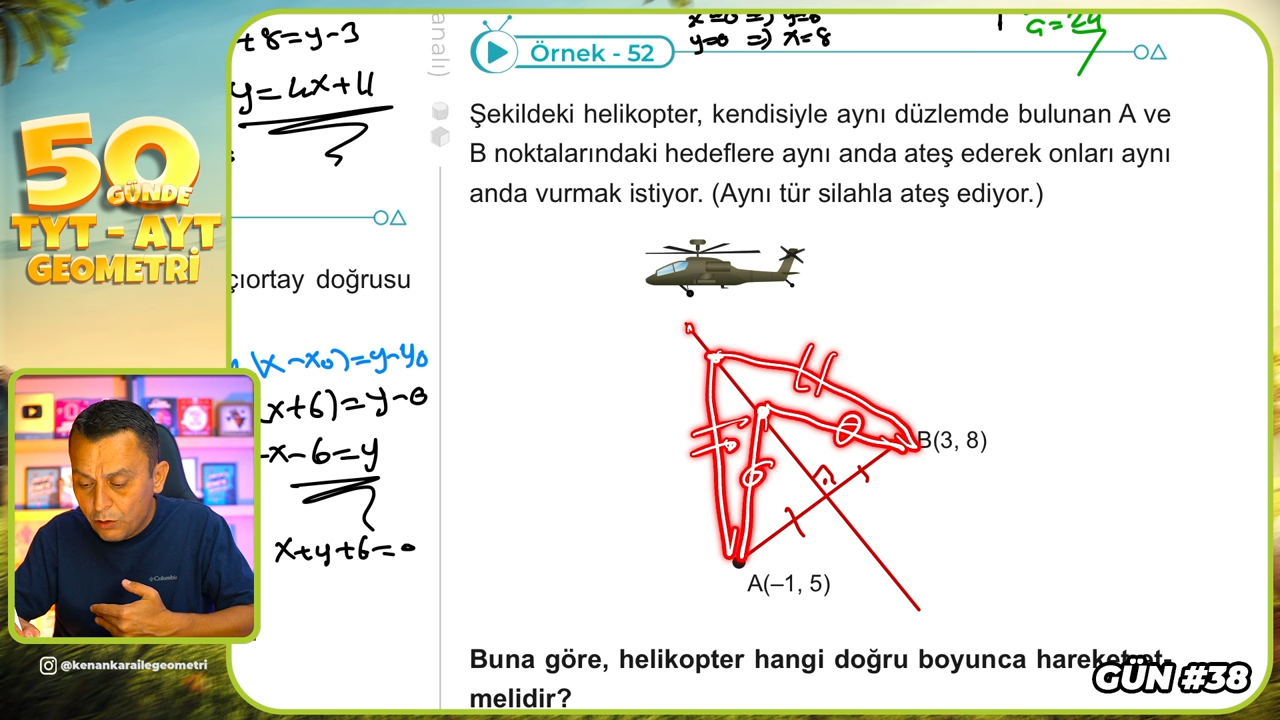 +8=y-3
y=4x+11
50
GÜNDE
TYT - AYT
GEOMETRİ
çıortay doğrusu
(x-x₀)=y-y₀
(x+6)=y-0
-x-6=y
x+y+6=0
@kenankarailegeometri
analı)
x=0 => y=6
y=0 => x=8
Örnek - 52
Şekildeki helikopter, kendisiyle aynı düzlemde bulunan A ve
B noktalarındaki hedeflere aynı anda ateş ederek onları aynı
anda vurmak istiyor. (Aynı tür silahla ateş ediyor.)
B(3, 8)
A(–1, 5)
Buna göre, helikopter hangi doğru boyunca hareket et-
melidir?
GÜN #38
Columbia